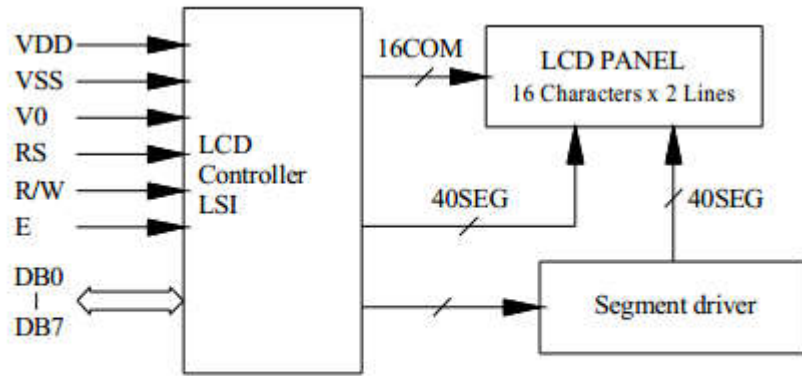 VDD
VSS
V0
RS
R/W
E
DB0
DB7
LCD
Controller
LSI
16COM
LCD PANEL
16 Characters x 2 Lines
40SEG
40SEG
Segment driver